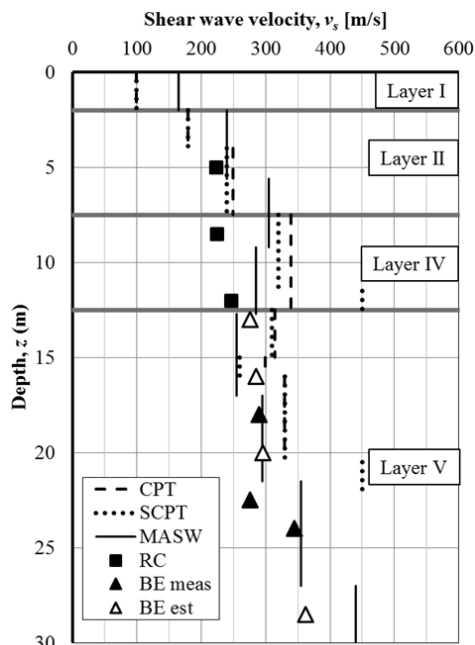 Shear wave velocity, vs [m/s]
0 100 200 300 400 500 600
0
Layer I
5
Layer II
10
Layer IV
15
20
Layer V
25
30
Depth, z (m)
CPT
SCPT
MASW
RC
BE meas
BE est